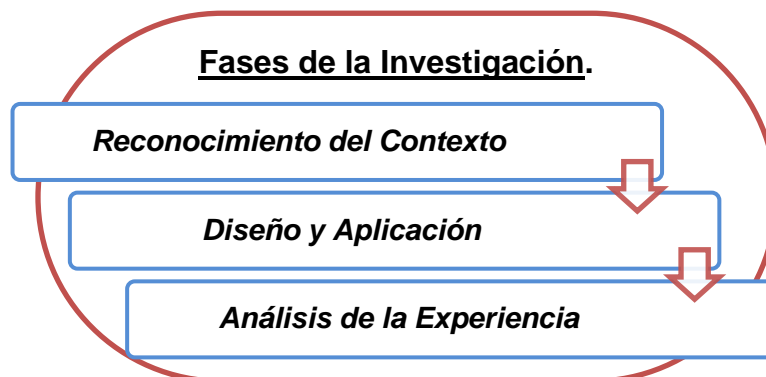 Fases de la Investigación.
Reconocimiento del Contexto
Diseño y Aplicación
Análisis de la Experiencia